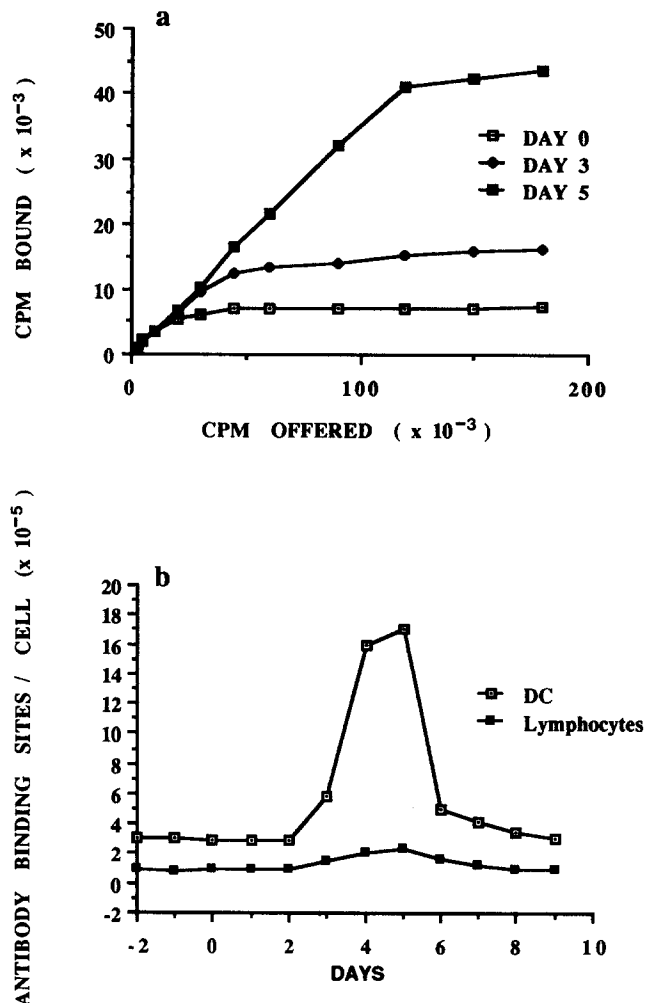 a
50
40
30
20
10
0
CPM BOUND ( x 10⁻³ )
DAY 0
DAY 3
DAY 5
0 100 200
CPM OFFERED ( x 10⁻³ )
b
20
18
16
14
12
10
8
6
4
2
0
-2
ANTIBODY BINDING SITES / CELL (x 10⁻⁵ )
DC
Lymphocytes
-2 0 2 4 6 8 10
DAYS